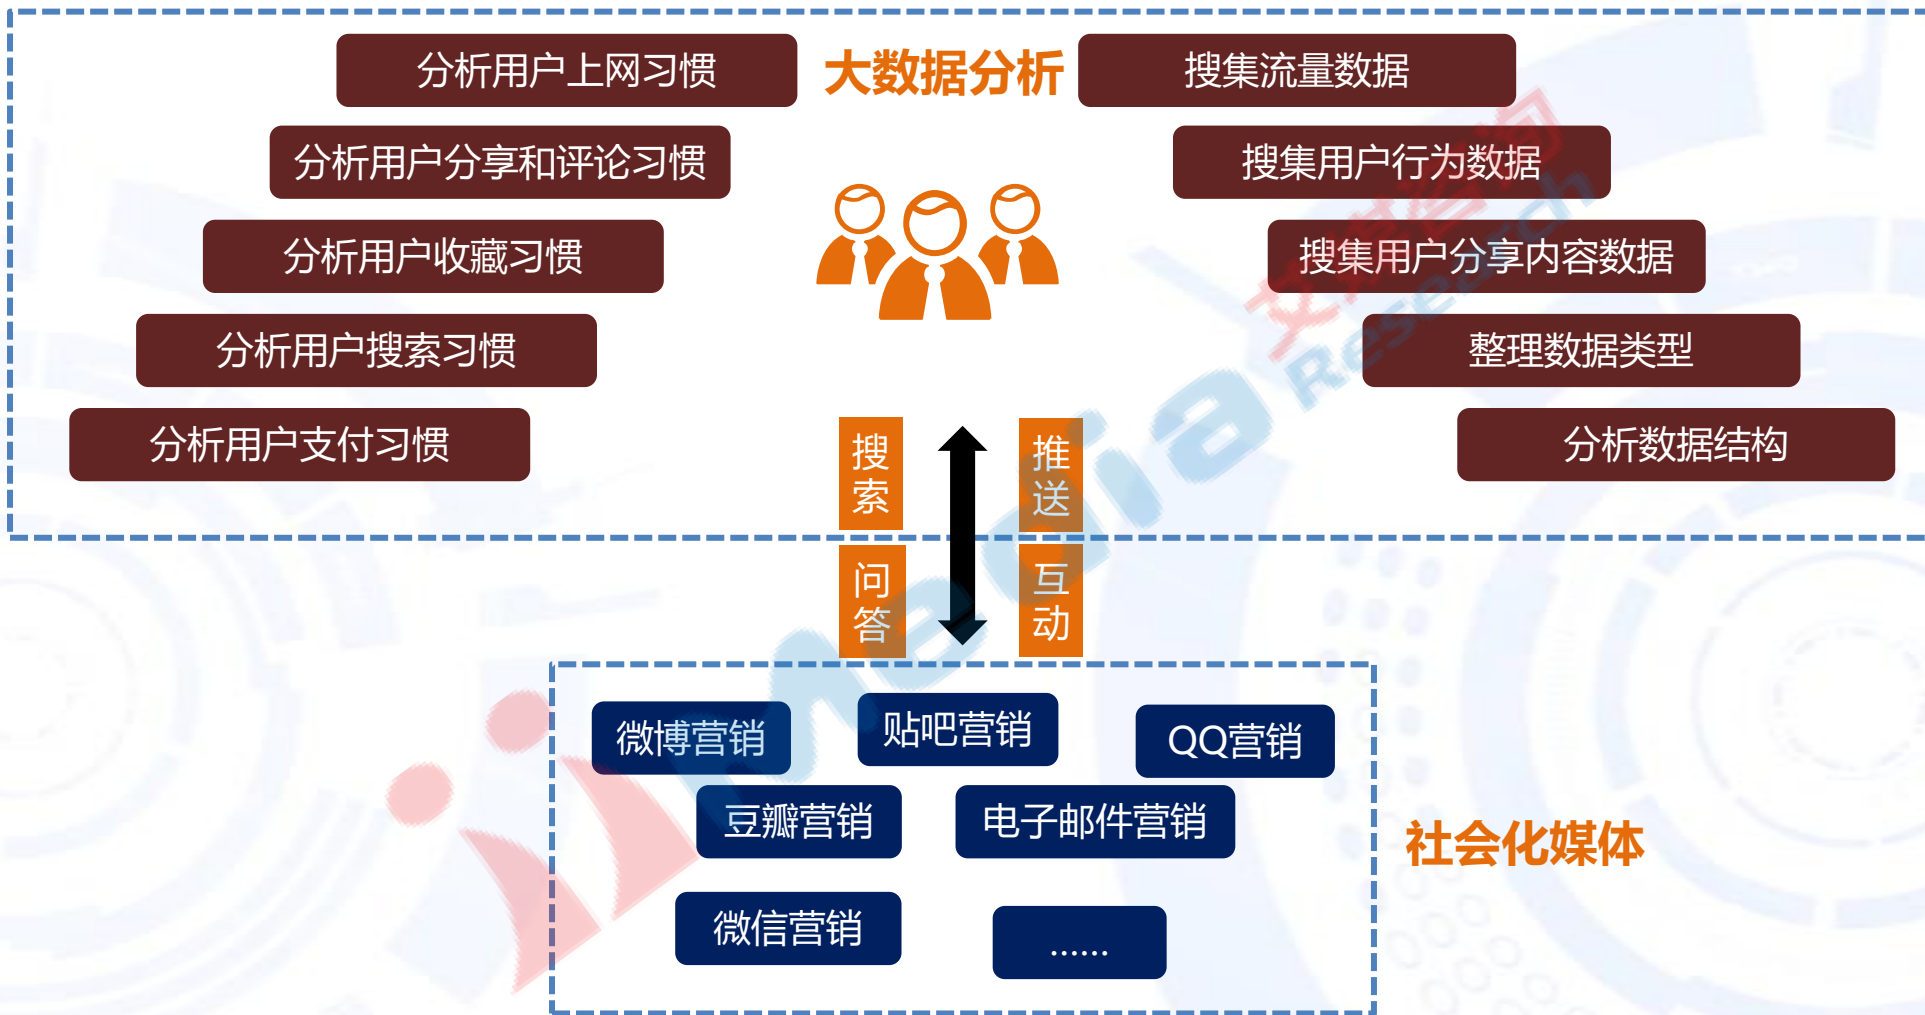 大数据分析
分析用户上网习惯
分析用户分享和评论习惯
分析用户收藏习惯
分析用户搜索习惯
分析用户支付习惯
搜集流量数据
搜集用户行为数据
搜集用户分享内容数据
整理数据类型
分析数据结构
搜索
推送
问答
互动
微博营销
贴吧营销
QQ营销
豆瓣营销
电子邮件营销
微信营销
......
社会化媒体
iiMedia
Research
艾媒咨询